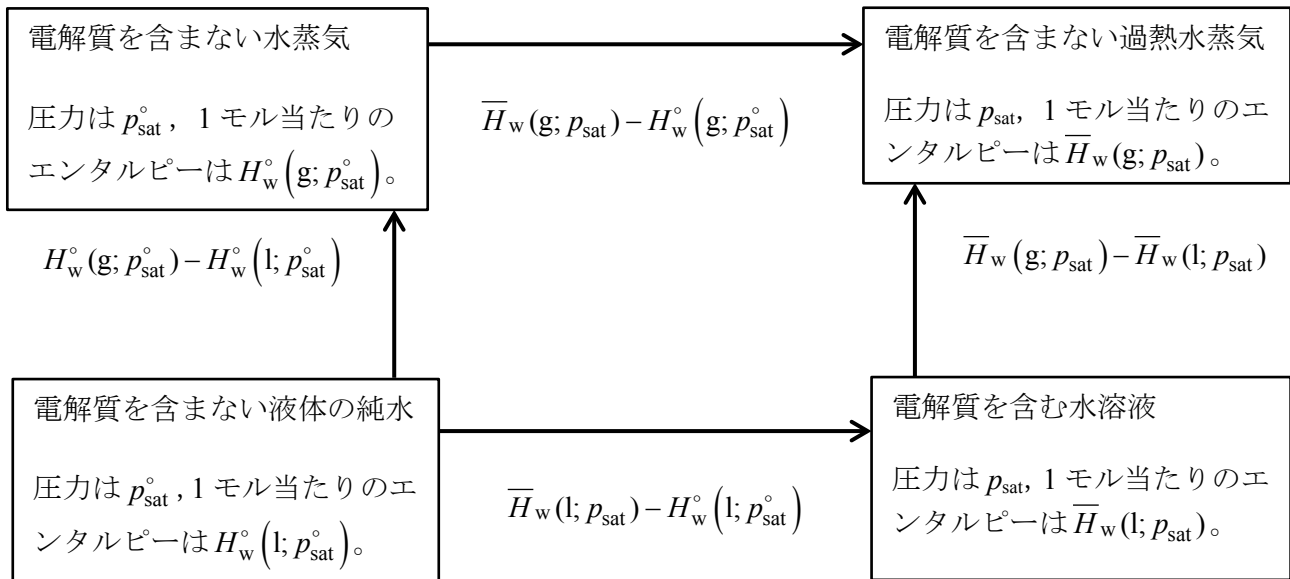 電解質を含まない水蒸気
圧力は p°sat , 1 モル当たりの
エンタルピーは H°w(g; p°sat)。
H̅w(g; psat) – H°w(g; p°sat)
電解質を含まない過熱水蒸気
圧力は psat, 1 モル当たりのエ
ンタルピーは H̅w(g; psat)。
H°w(g; p°sat) – H°w(l; p°sat)
H̅w(g; psat) – H̅w(l; psat)
電解質を含まない液体の純水
圧力は p°sat , 1 モル当たりのエ
ンタルピーは H°w(l; p°sat)。
H̅w(l; psat) – H°w(l; p°sat)
電解質を含む水溶液
圧力は psat, 1 モル当たりのエ
ンタルピーは H̅w(l; psat)。